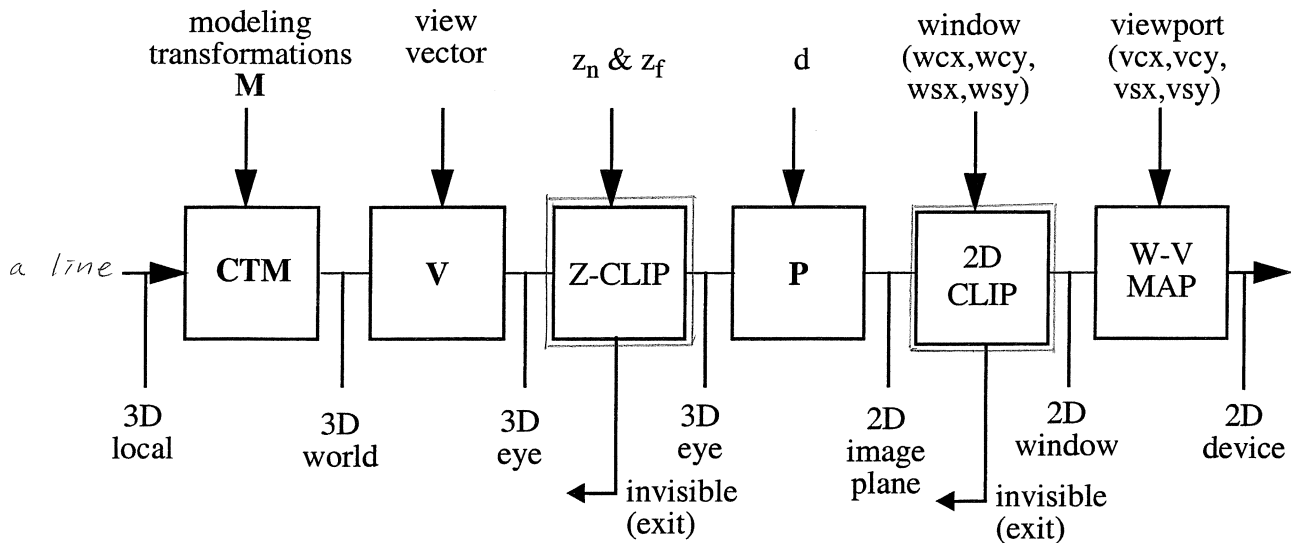 modeling
transformations
M
view
vector
zn & zf
d
window
(wcx,wcy,
wsx,wsy)
viewport
(vcx,vcy,
vsx,vsy)
a line
CTM
V
Z-CLIP
P
2D
CLIP
W-V
MAP
3D
local
3D
world
3D
eye
invisible
(exit)
3D
eye
2D
image
plane
invisible
(exit)
2D
window
2D
device